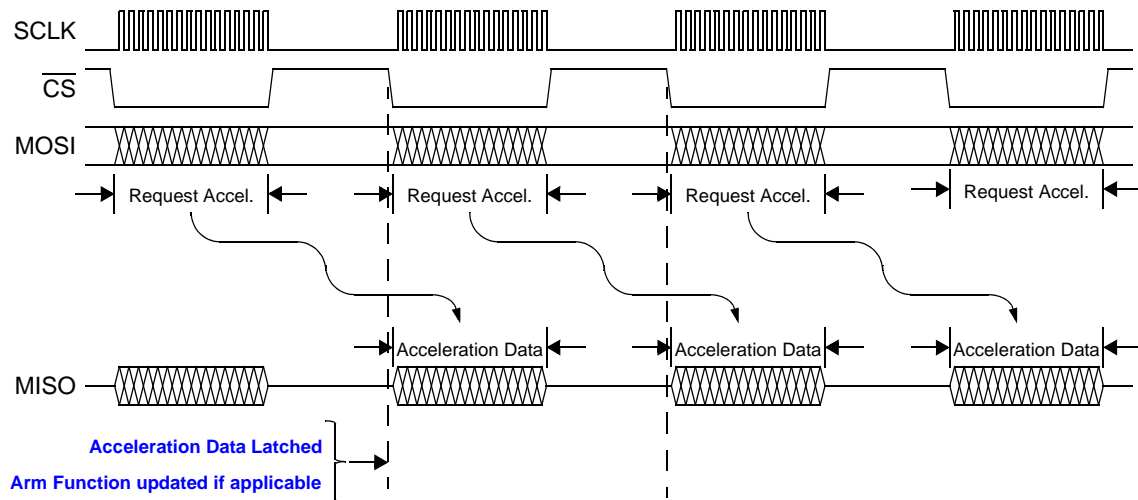 SCLK
CS
MOSI
Request Accel.
Request Accel.
Request Accel.
Request Accel.
Acceleration Data
Acceleration Data
Acceleration Data
MISO
Acceleration Data Latched
Arm Function updated if applicable